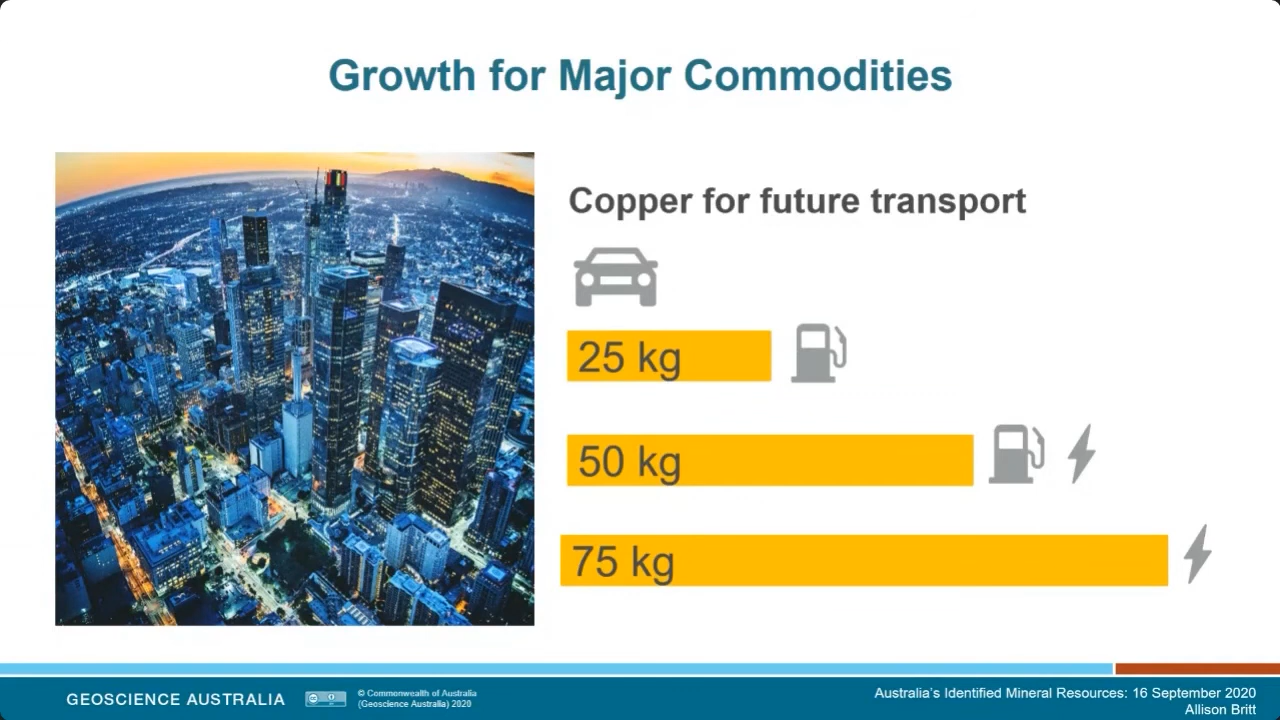 Growth for Major Commodities
Copper for future transport
25 kg
50 kg
75 kg
GEOSCIENCE AUSTRALIA
© Commonwealth of Australia
(Geoscience Australia) 2020
Australia's Identified Mineral Resources: 16 September 2020
Allison Britt